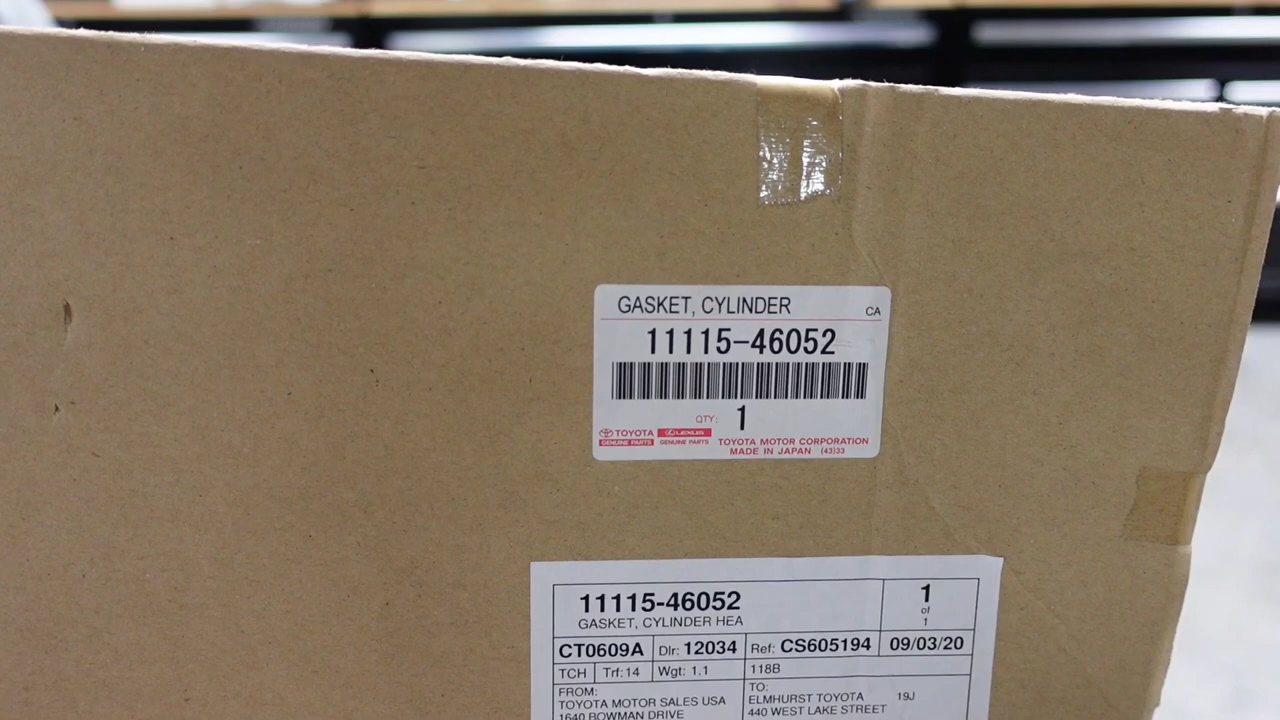 GASKET, CYLINDER CA
11115-46052
QTY: 1
TOYOTA LEXUS
GENUINE PARTS GENUINE PARTS
TOYOTA MOTOR CORPORATION
MADE IN JAPAN (43)33
11115-46052
GASKET, CYLINDER HEA
1
of
1
CT0609A Dlr: 12034 Ref: CS605194 09/03/20
TCH Trf: 14 Wgt: 1.1 118B
FROM:
TOYOTA MOTOR SALES USA
1640 BOWMAN DRIVE
TO:
ELMHURST TOYOTA 19J
440 WEST LAKE STREET